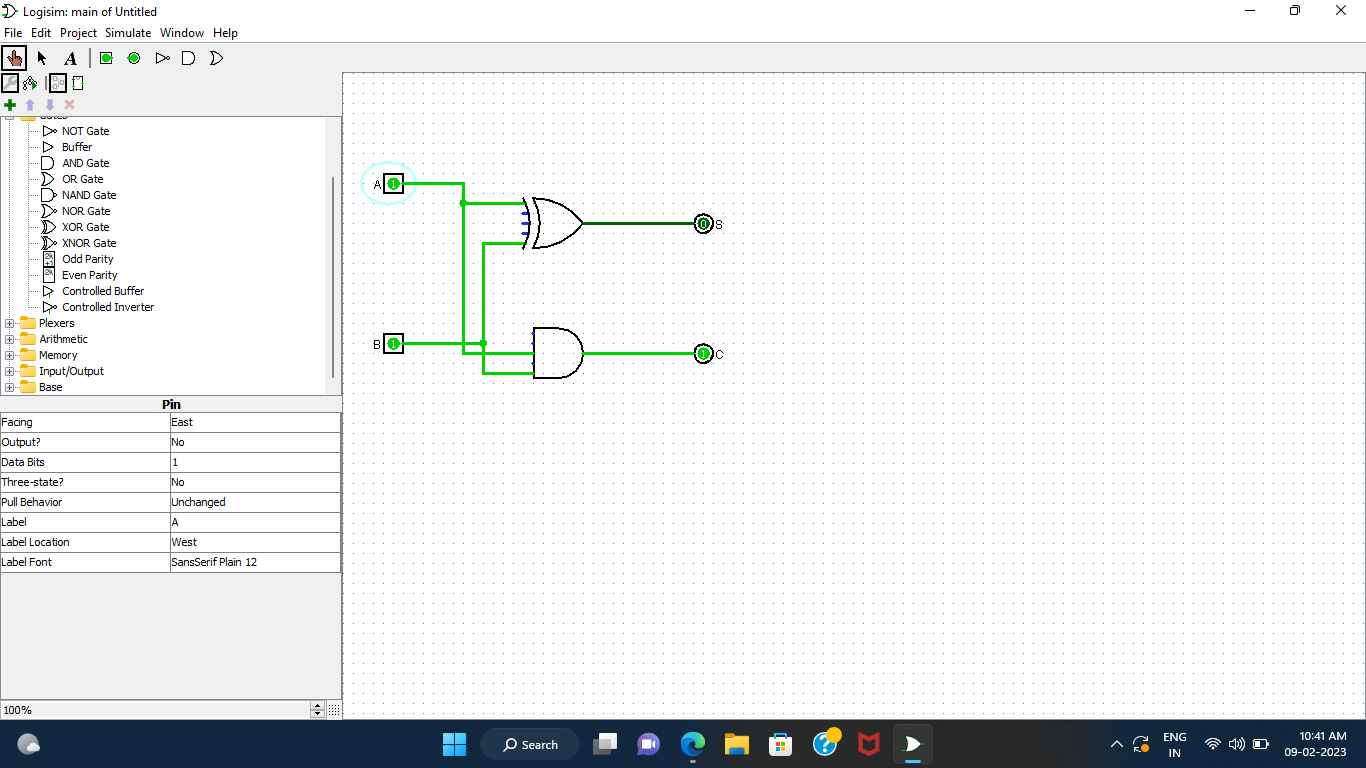 Logisim: main of Untitled
File Edit Project Simulate Window Help
A
Gates
NOT Gate
Buffer
AND Gate
OR Gate
NAND Gate
NOR Gate
XOR Gate
XNOR Gate
Odd Parity
Even Parity
Controlled Buffer
Controlled Inverter
Plexers
Arithmetic
Memory
Input/Output
Base
Pin
Facing East
Output? No
Data Bits 1
Three-state? No
Pull Behavior Unchanged
Label A
Label Location West
Label Font SansSerif Plain 12
100%
A 1
0 S
B 1
1 C
Search
ENG
IN
10:41 AM
09-02-2023